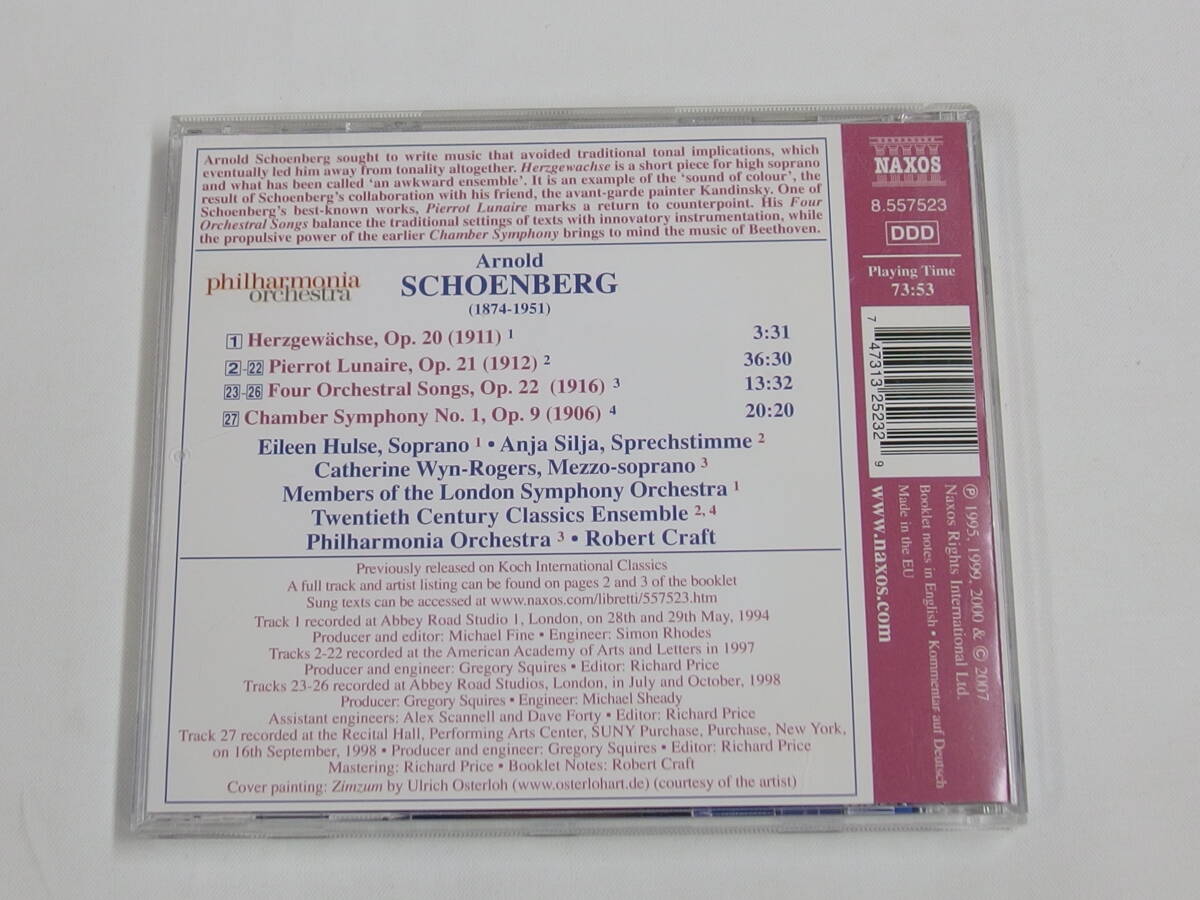 Arnold Schoenberg sought to write music that avoided traditional tonal implications, which
eventually led him away from tonality altogether. Herzgewachse is a short piece for high soprano
and what has been called 'an awkward ensemble'. It is an example of the 'sound of colour', the
result of Schoenberg's collaboration with his friend, the avant-garde painter Kandinsky. One of
Schoenberg's best-known works, Pierrot Lunaire marks a return to counterpoint. His Four
Orchestral Songs balance the traditional settings of texts with innovatory instrumentation, while
the propulsive power of the earlier Chamber Symphony brings to mind the music of Beethoven.
philharmonia
orchestra
Arnold
SCHOENBERG
(1874-1951)
1 Herzgewächse, Op. 20 (1911) 1 3:31
2-22 Pierrot Lunaire, Op. 21 (1912) 2 36:30
23-26 Four Orchestral Songs, Op. 22 (1916) 3 13:32
27 Chamber Symphony No. 1, Op. 9 (1906) 4 20:20
Eileen Hulse, Soprano 1 • Anja Silja, Sprechstimme 2
Catherine Wyn-Rogers, Mezzo-soprano 3
Members of the London Symphony Orchestra 1
Twentieth Century Classics Ensemble 2, 4
Philharmonia Orchestra 3 • Robert Craft
Previously released on Koch International Classics
A full track and artist listing can be found on pages 2 and 3 of the booklet
Sung texts can be accessed at www.naxos.com/libretti/557523.htm
Track 1 recorded at Abbey Road Studio 1, London, on 28th and 29th May, 1994
Producer and editor: Michael Fine • Engineer: Simon Rhodes
Tracks 2-22 recorded at the American Academy of Arts and Letters in 1997
Producer and engineer: Gregory Squires • Editor: Richard Price
Tracks 23-26 recorded at Abbey Road Studios, London, in July and October, 1998
Producer: Gregory Squires • Engineer: Michael Sheady
Assistant engineers: Alex Scannell and Dave Forty • Editor: Richard Price
Track 27 recorded at the Recital Hall, Performing Arts Center, SUNY Purchase, Purchase, New York,
on 16th September, 1998 • Producer and engineer: Gregory Squires • Editor: Richard Price
Mastering: Richard Price • Booklet Notes: Robert Craft
Cover painting: Zimzum by Ulrich Osterloh (www.osterlohart.de) (courtesy of the artist)
NAXOS
8.557523
DDD
Playing Time
73:53
7 47313 25232 9
℗ 1995, 1999, 2000 & © 2007
Naxos Rights International Ltd.
Booklet notes in English • Kommentar auf Deutsch
Made in the EU
www.naxos.com